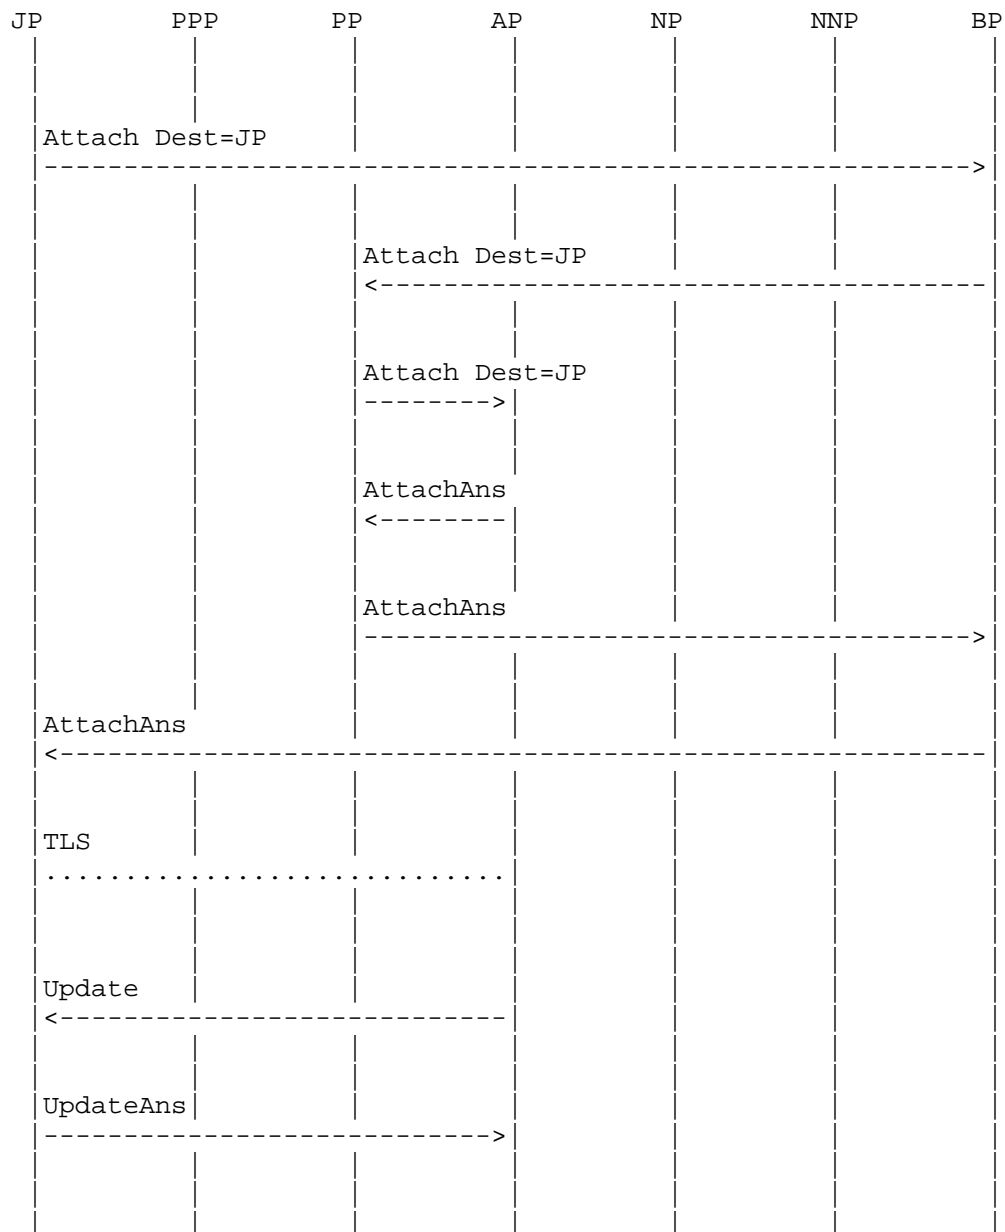 JP PPP PP AP NP NNP BP
Attach Dest=JP
Attach Dest=JP
Attach Dest=JP
AttachAns
AttachAns
AttachAns
TLS
Update
UpdateAns